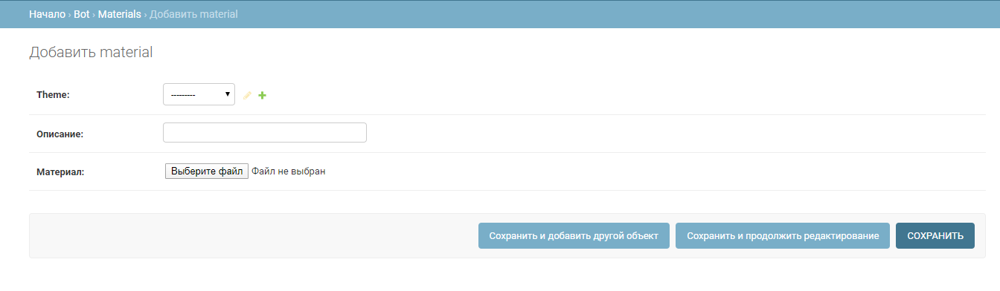 Начало › Bot › Materials › Добавить material
Добавить material
Theme: ---------
Описание:
Материал: Выберите файл Файл не выбран
Сохранить и добавить другой объект Сохранить и продолжить редактирование СОХРАНИТЬ